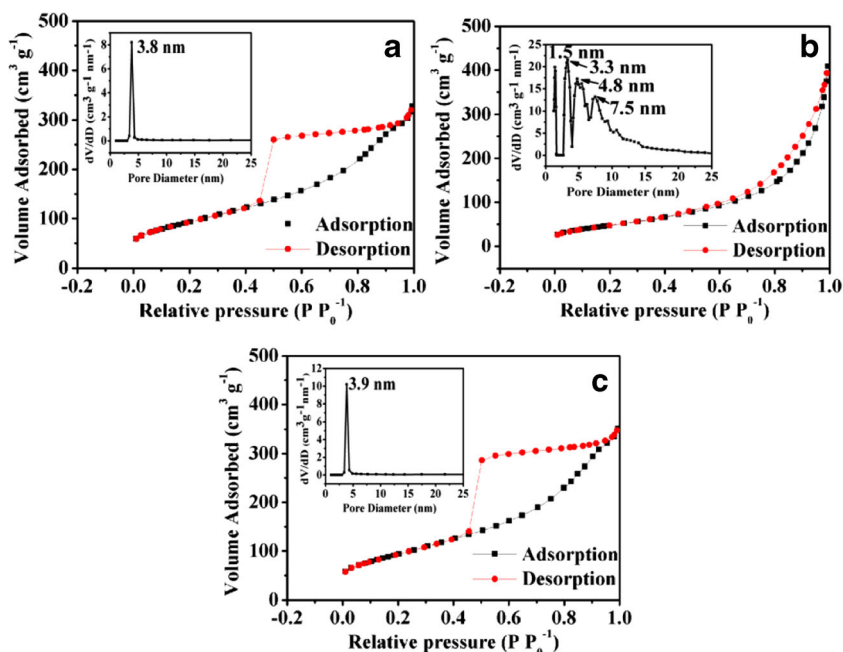 a
3.8 nm
dV/dD (cm³ g⁻¹ nm⁻¹)
8
6
4
2
0
0 5 10 15 20 25
Pore Diameter (nm)
Volume Adsorbed (cm³ g⁻¹)
500
400
300
200
100
0
Adsorption
Desorption
-0.2 0.0 0.2 0.4 0.6 0.8 1.0
Relative pressure (P P₀⁻¹)
b
1.5 nm
3.3 nm
4.8 nm
7.5 nm
dV/dD (cm³ g⁻¹ nm⁻¹)
25
20
15
10
5
0
0 5 10 15 20 25
Pore Diameter (nm)
Volume Adsorbed (cm³ g⁻¹)
500
400
300
200
100
0
Adsorption
Desorption
-0.2 0.0 0.2 0.4 0.6 0.8 1.0
Relative pressure (P P₀⁻¹)
c
3.9 nm
dV/dD (cm³g⁻¹nm⁻¹)
12
10
8
6
4
2
0
0 5 10 15 20 25
Pore Diameter (nm)
Volume Adsorbed (cm³ g⁻¹)
500
400
300
200
100
0
Adsorption
Desorption
-0.2 0.0 0.2 0.4 0.6 0.8 1.0
Relative pressure (P P₀⁻¹)